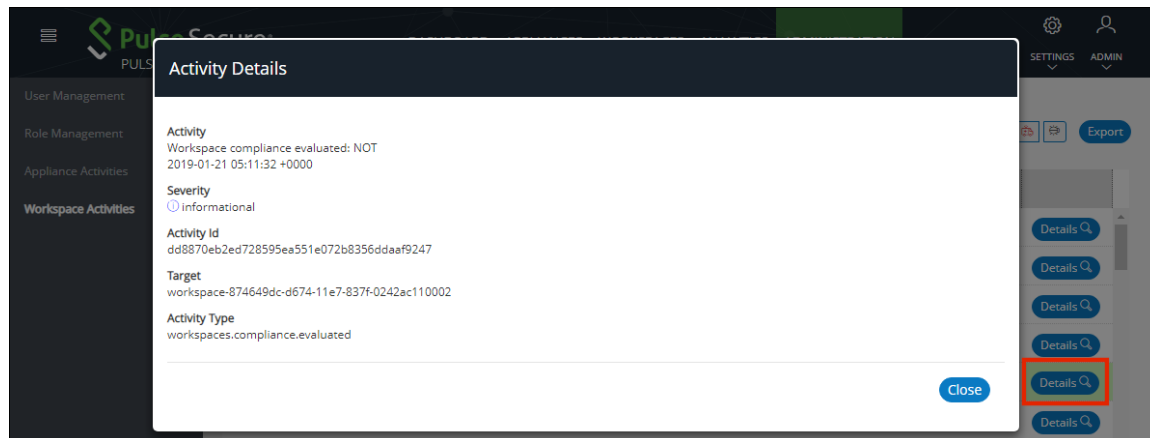 PULS
SETTINGS
ADMIN
Activity Details
User Management
Role Management
Appliance Activities
Workspace Activities
Export
Activity
Workspace compliance evaluated: NOT
2019-01-21 05:11:32 +0000
Severity
informational
Activity Id
dd8870eb2ed728595ea551e072b8356ddaaf9247
Target
workspace-874649dc-d674-11e7-837f-0242ac110002
Activity Type
workspaces.compliance.evaluated
Close
Details
Details
Details
Details
Details
Details